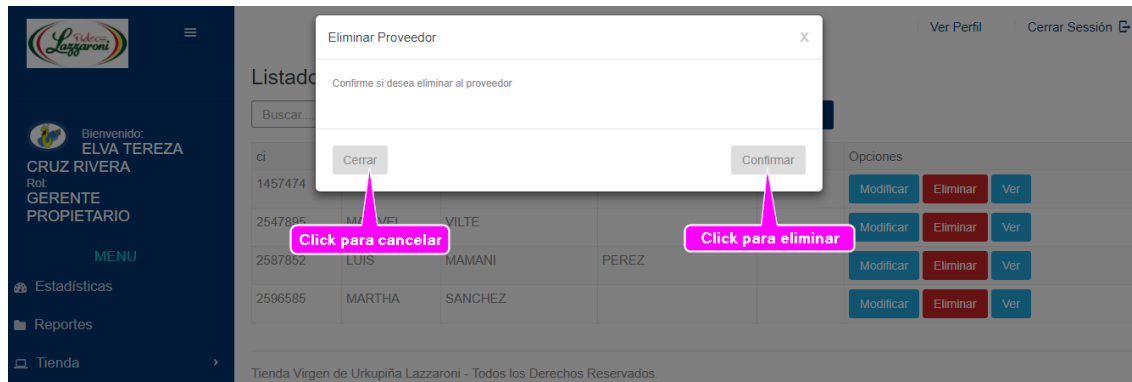 Fideos
Lazzaroni
Eliminar Proveedor
X
Ver Perfil
Cerrar Sessión
Listado
Confirme si desea eliminar al proveedor
Buscar...
Bienvenido:
ELVA TEREZA
CRUZ RIVERA
Rol:
GERENTE
PROPIETARIO
MENU
Estadísticas
Reportes
Tienda
Cerrar
Confirmar
ci
Opciones
1457474
Modificar Eliminar Ver
2547895 VILTE
Modificar Eliminar Ver
Click para cancelar
Click para eliminar
2587852 LUIS MAMANI PEREZ
Modificar Eliminar Ver
2596585 MARTHA SANCHEZ
Modificar Eliminar Ver
Tienda Virgen de Urkupiña Lazzaroni - Todos los Derechos Reservados.